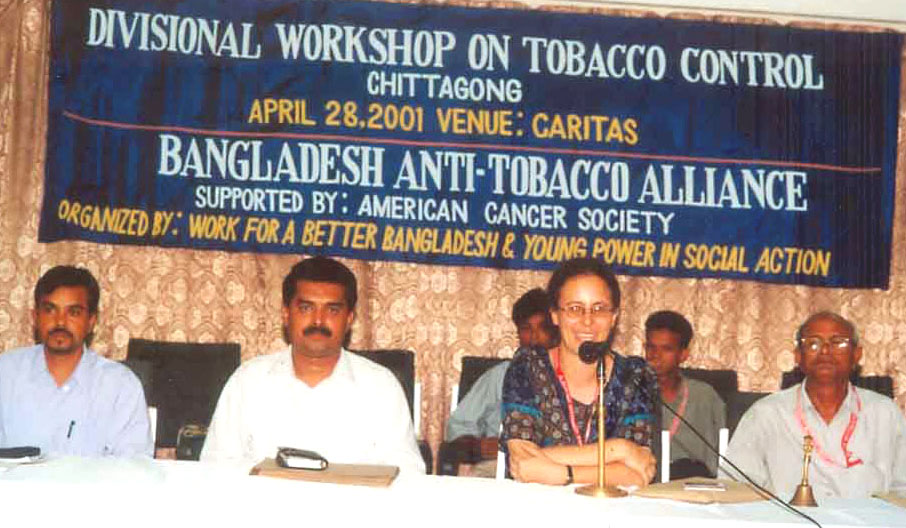 DIVISIONAL WORKSHOP ON TOBACCO CONTROL
CHITTAGONG
APRIL 28,2001 VENUE: CARITAS
BANGLADESH ANTI-TOBACCO ALLIANCE
SUPPORTED BY: AMERICAN CANCER SOCIETY
ORGANIZED BY: WORK FOR A BETTER BANGLADESH & YOUNG POWER IN SOCIAL ACTION